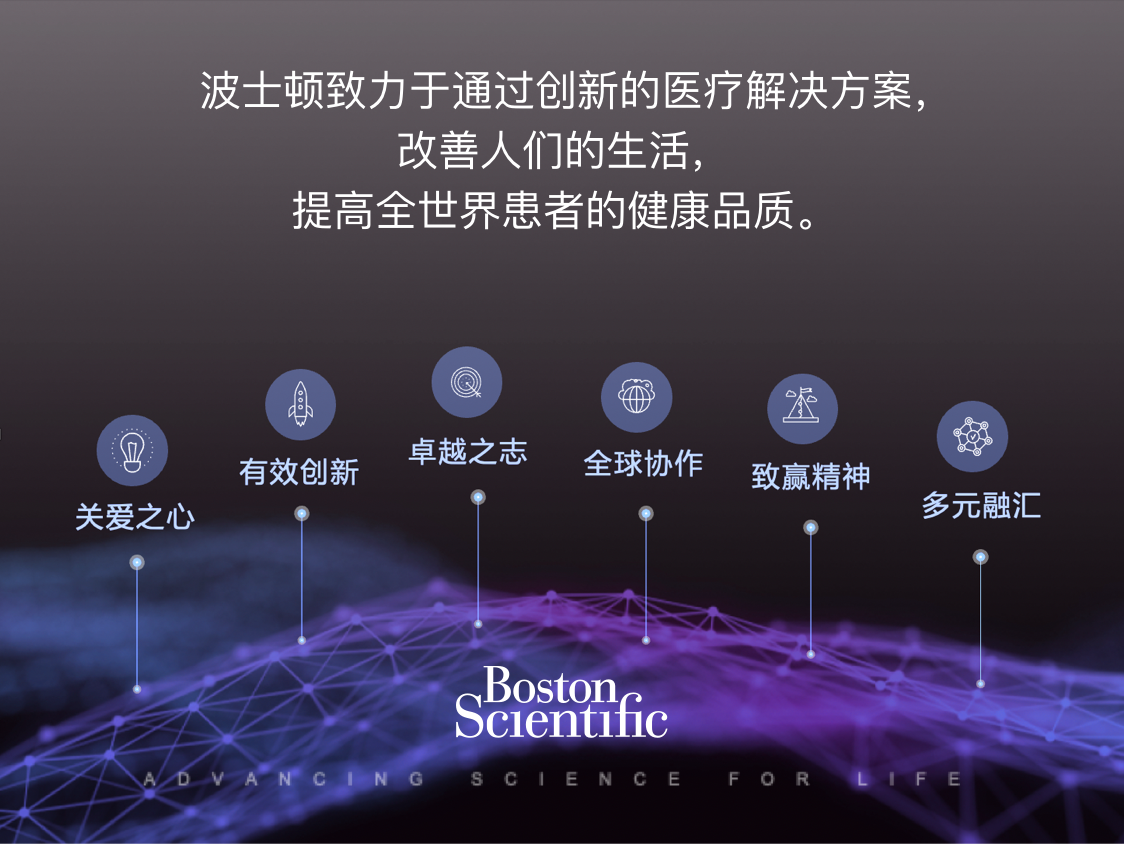 波士顿致力于通过创新的医疗解决方案，
改善人们的生活，
提高全世界患者的健康品质。
关爱之心
有效创新
卓越之志
全球协作
致赢精神
多元融汇
Boston
Scientific
ADVANCING SCIENCE FOR LIFE